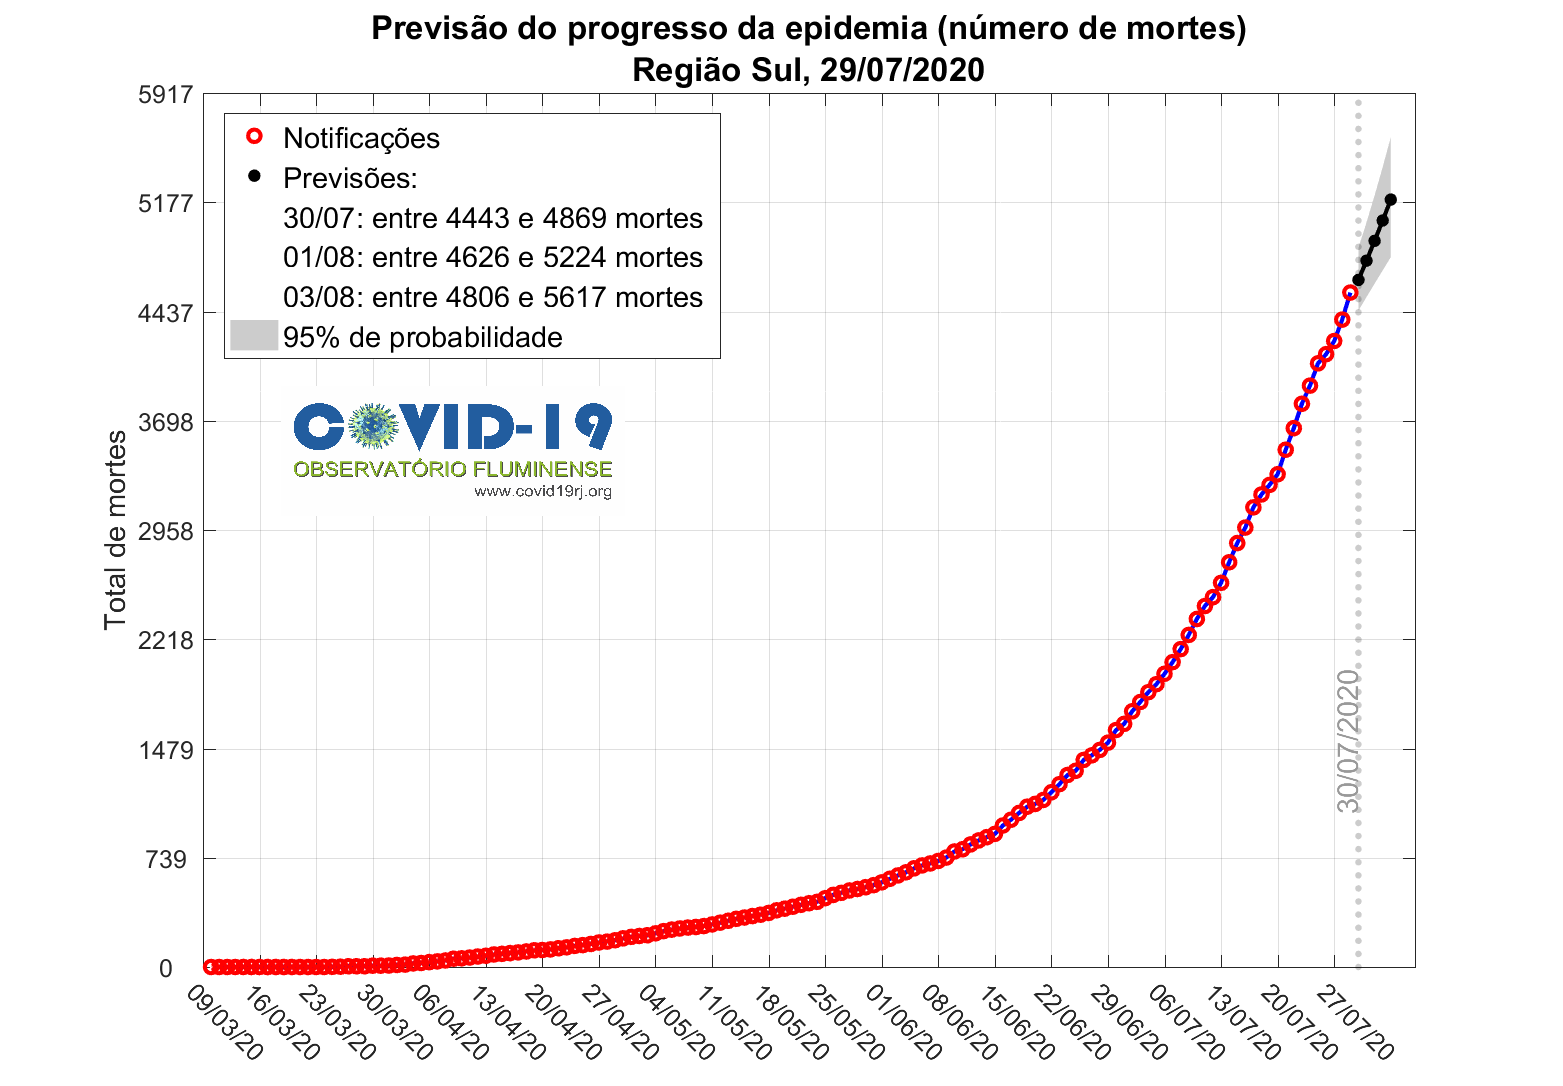 Previsão do progresso da epidemia (número de mortes)
Região Sul, 29/07/2020
5917
5177
4437
3698
2958
2218
1479
739
0
Total de mortes
Notificações
Previsões:
30/07: entre 4443 e 4869 mortes
01/08: entre 4626 e 5224 mortes
03/08: entre 4806 e 5617 mortes
95% de probabilidade
COVID-19
OBSERVATÓRIO FLUMINENSE
www.covid19rj.org
30/07/2020
09/03/20
16/03/20
23/03/20
30/03/20
06/04/20
13/04/20
20/04/20
27/04/20
04/05/20
11/05/20
18/05/20
25/05/20
01/06/20
08/06/20
15/06/20
22/06/20
29/06/20
06/07/20
13/07/20
20/07/20
27/07/20